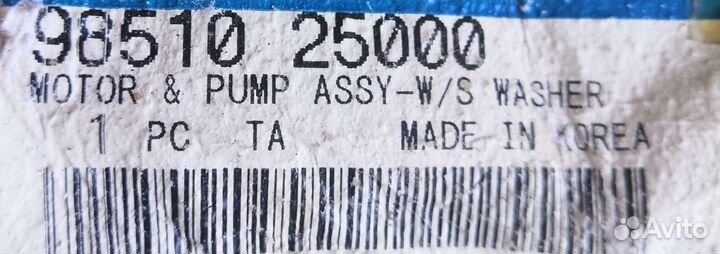 98510 25000
MOTOR & PUMP ASSY-W/S WASHER
1 PC TA MADE IN KOREA
Avito